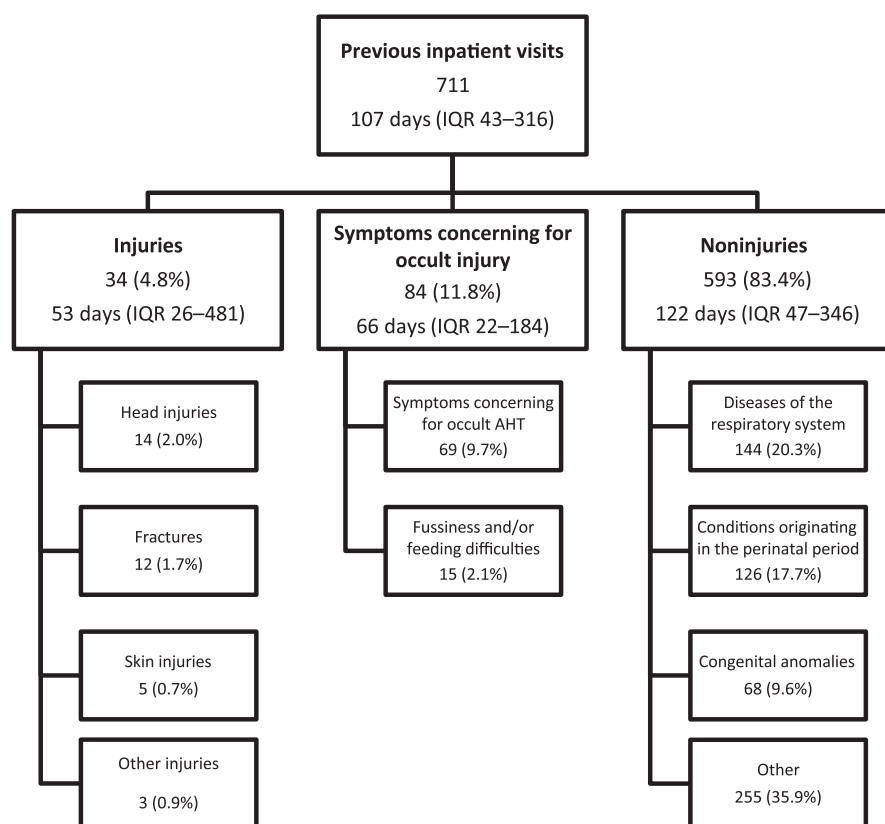 Previous inpatient visits
711
107 days (IQR 43–316)
Injuries
34 (4.8%)
53 days (IQR 26–481)
Symptoms concerning for
occult injury
84 (11.8%)
66 days (IQR 22–184)
Noninjuries
593 (83.4%)
122 days (IQR 47–346)
Head injuries
14 (2.0%)
Fractures
12 (1.7%)
Skin injuries
5 (0.7%)
Other injuries
3 (0.9%)
Symptoms concerning
for occult AHT
69 (9.7%)
Fussiness and/or
feeding difficulties
15 (2.1%)
Diseases of the
respiratory system
144 (20.3%)
Conditions originating
in the perinatal period
126 (17.7%)
Congenital anomalies
68 (9.6%)
Other
255 (35.9%)